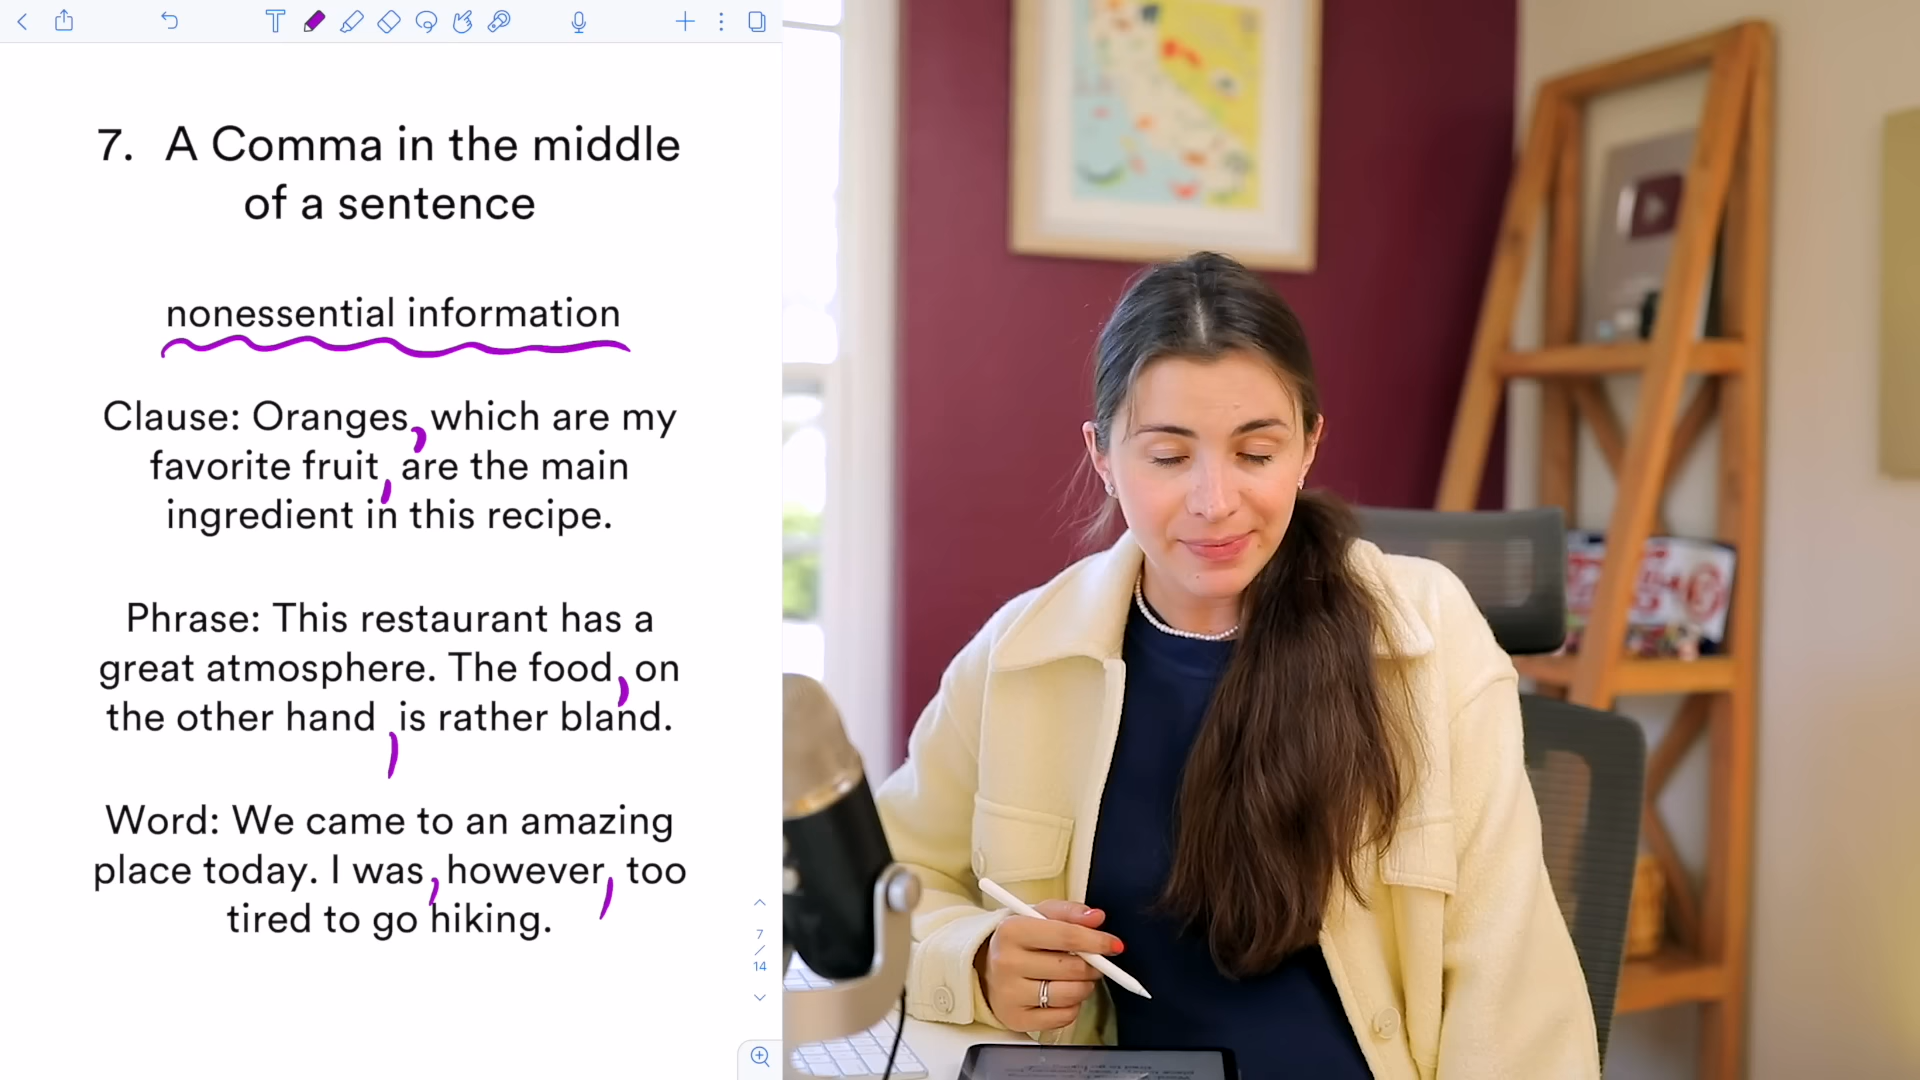 7. A Comma in the middle
of a sentence
nonessential information
Clause: Oranges, which are my
favorite fruit, are the main
ingredient in this recipe.
Phrase: This restaurant has a
great atmosphere. The food, on
the other hand, is rather bland.
Word: We came to an amazing
place today. I was, however, too
tired to go hiking.
7
/
14